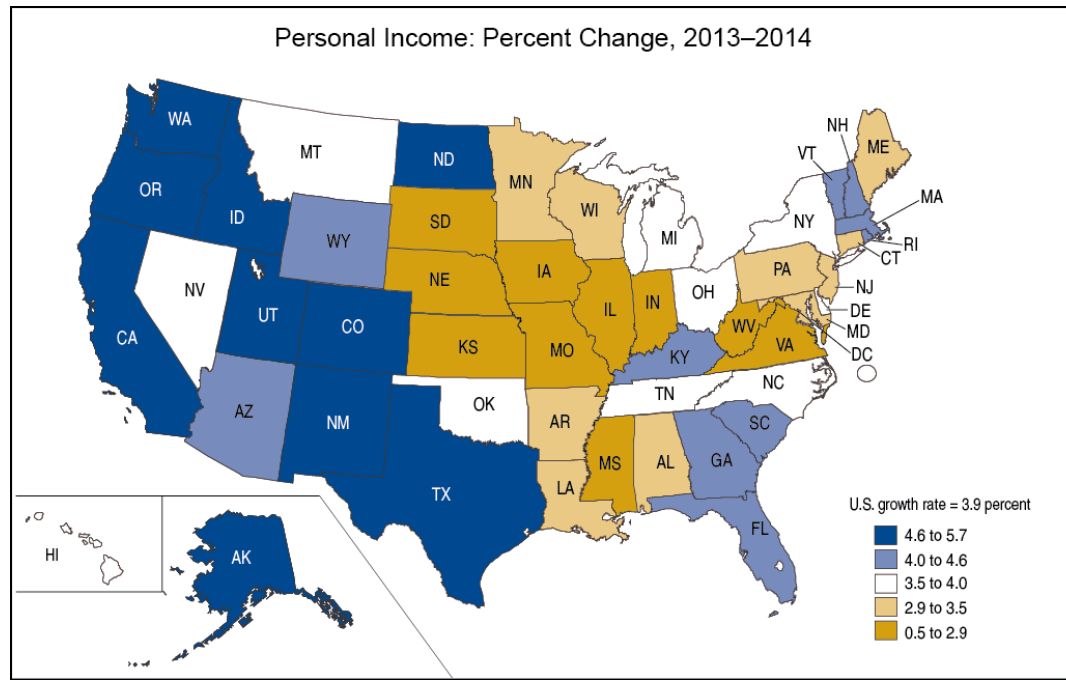 Personal Income: Percent Change, 2013–2014
WA
MT
ND
MN
OR
ID
WY
SD
WI
MI
NY
VT
NH
ME
MA
RI
CT
NV
UT
CO
NE
IA
IL
IN
OH
PA
NJ
DE
MD
DC
CA
KS
MO
KY
WV
VA
AZ
NM
OK
AR
TN
NC
SC
TX
LA
MS
AL
GA
FL
HI
AK
U.S. growth rate = 3.9 percent
4.6 to 5.7
4.0 to 4.6
3.5 to 4.0
2.9 to 3.5
0.5 to 2.9